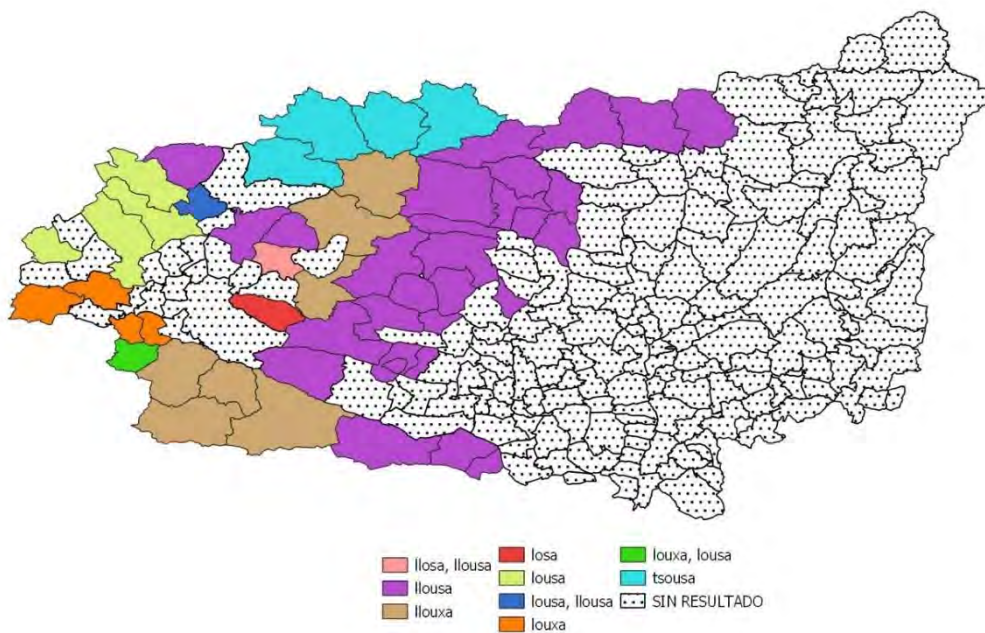 llosa, llousa
llousa
llouxa
losa
lousa
lousa, llousa
louxa
louxa, lousa
tsousa
SIN RESULTADO